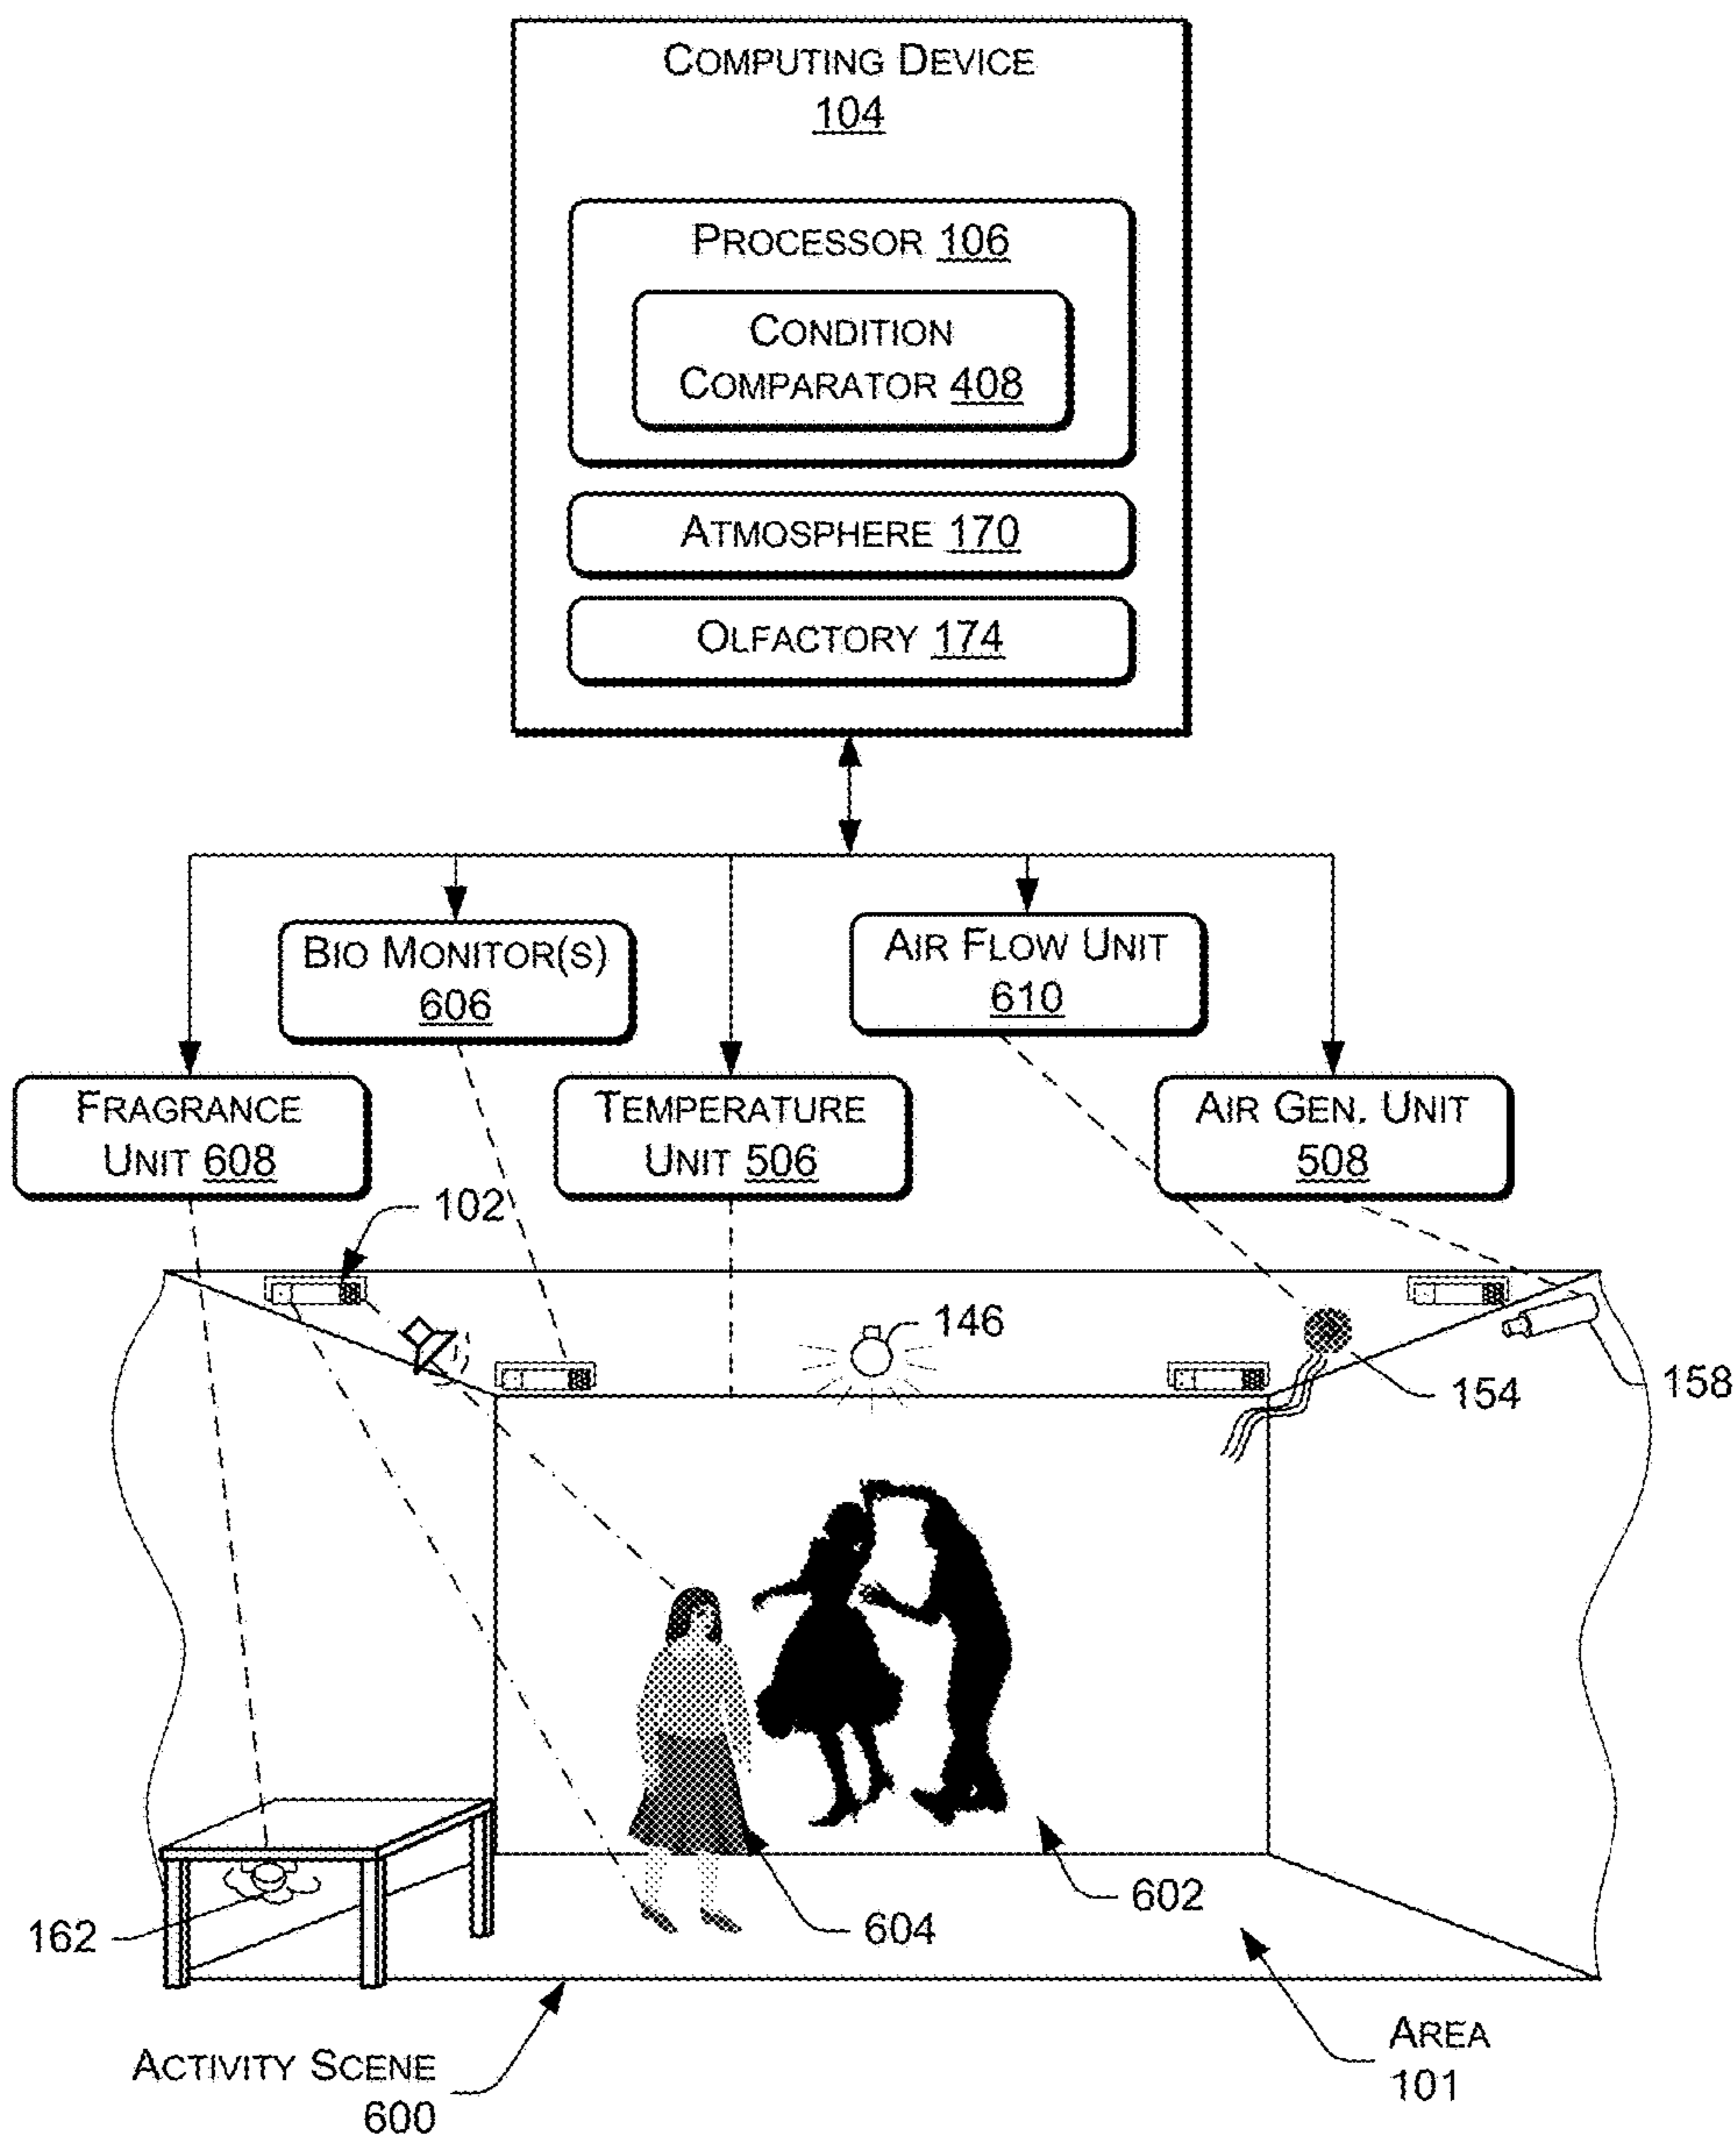 COMPUTING DEVICE
104
PROCESSOR 106
CONDITION
COMPARATOR 408
ATMOSPHERE 170
OLFACTORY 174
BIO MONITOR(S)
606
AIR FLOW UNIT
610
FRAGRANCE
UNIT 608
TEMPERATURE
UNIT 506
AIR GEN. UNIT
508
102
146
154
158
602
604
162
AREA
101
ACTIVITY SCENE
600